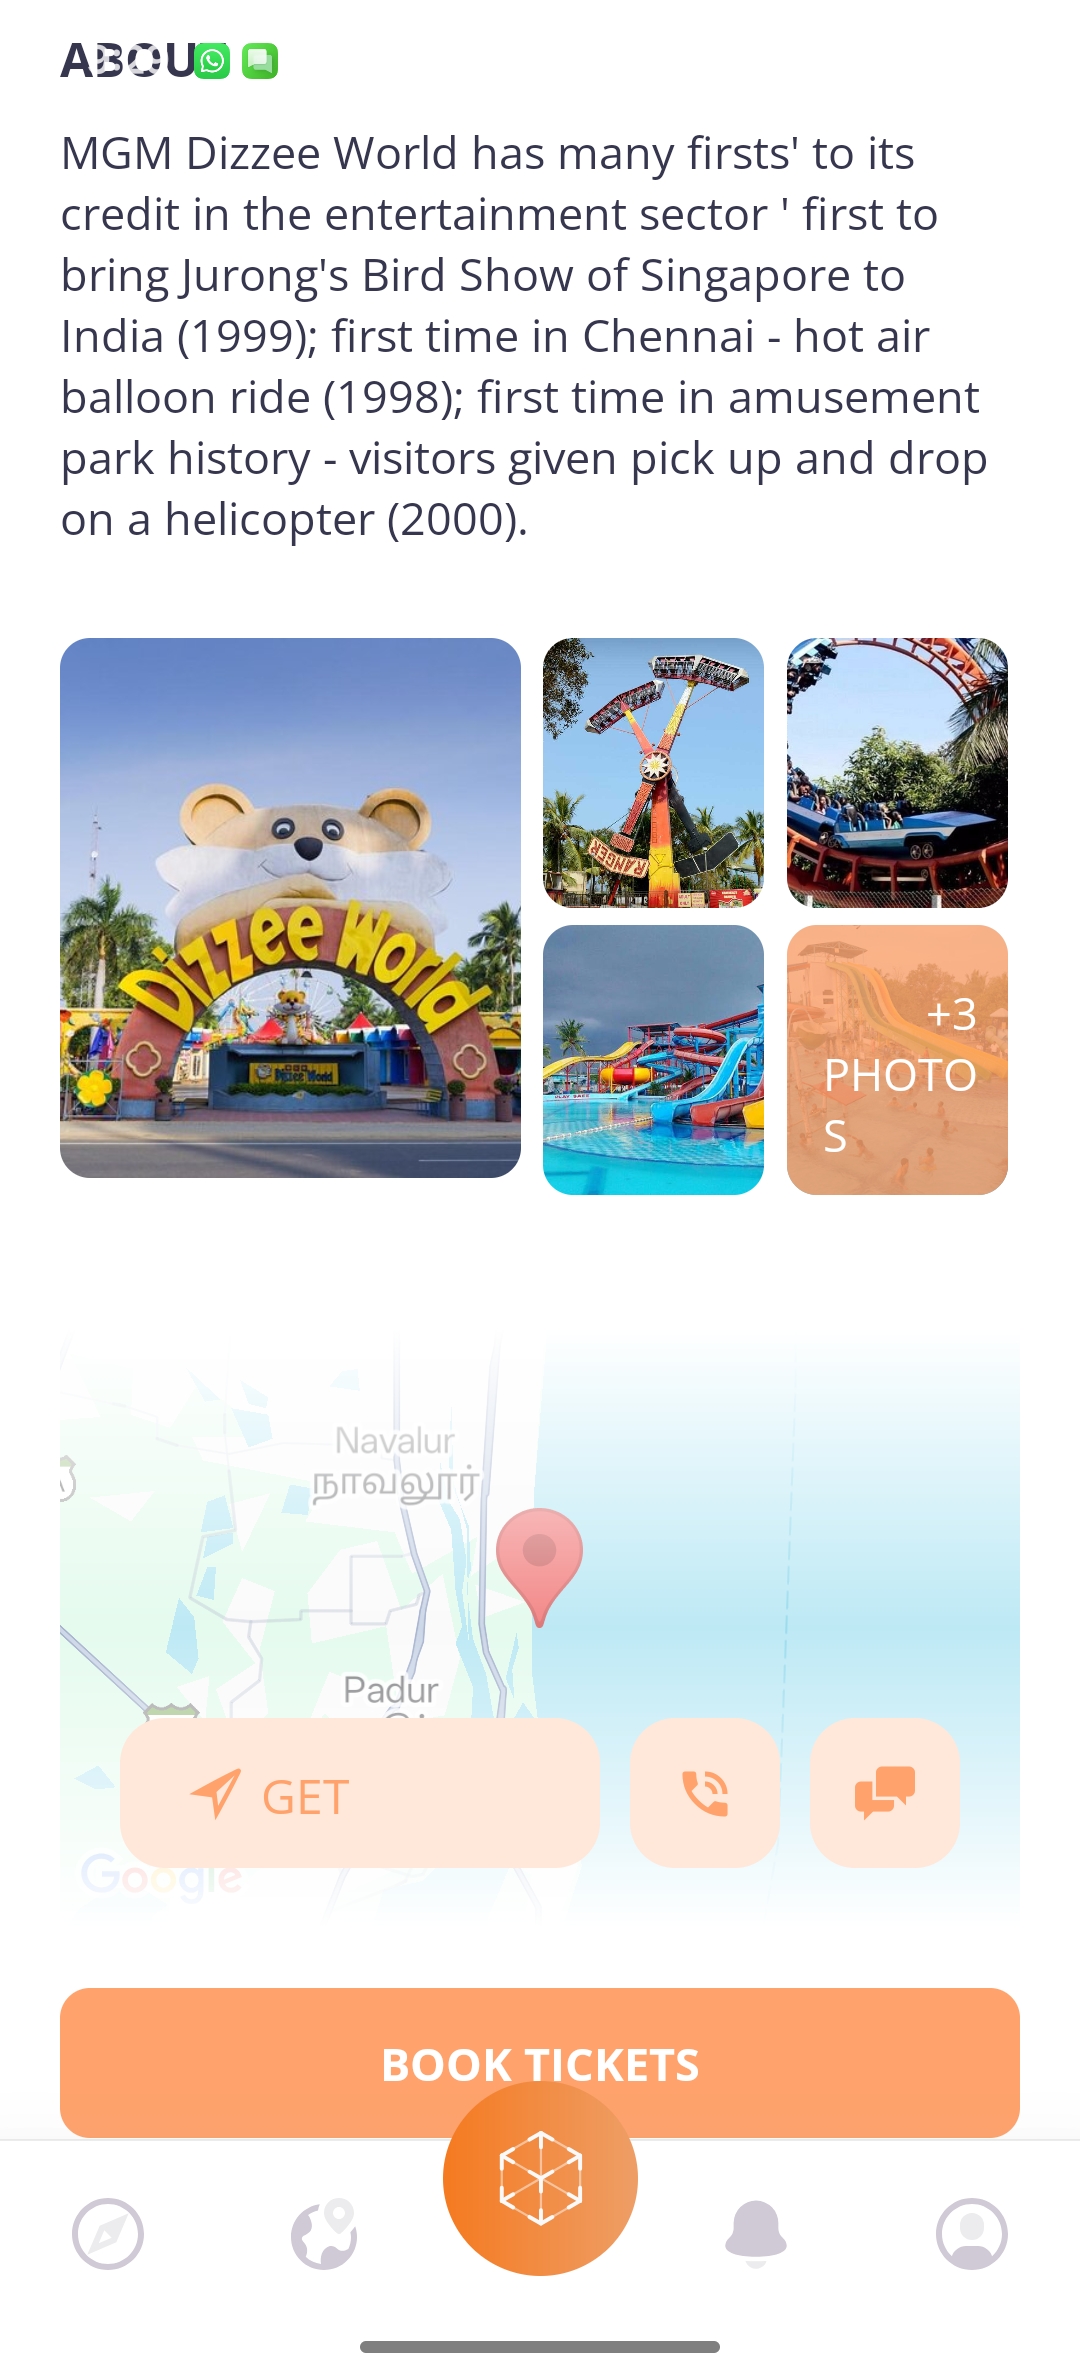 ABOU
MGM Dizzee World has many firsts' to its
credit in the entertainment sector ' first to
bring Jurong's Bird Show of Singapore to
India (1999); first time in Chennai - hot air
balloon ride (1998); first time in amusement
park history - visitors given pick up and drop
on a helicopter (2000).
RANGER
Dizzee World
Dizzee World
+3
PHOTO
S
Navalur
நாவலூர்
Padur
GET
Google
BOOK TICKETS